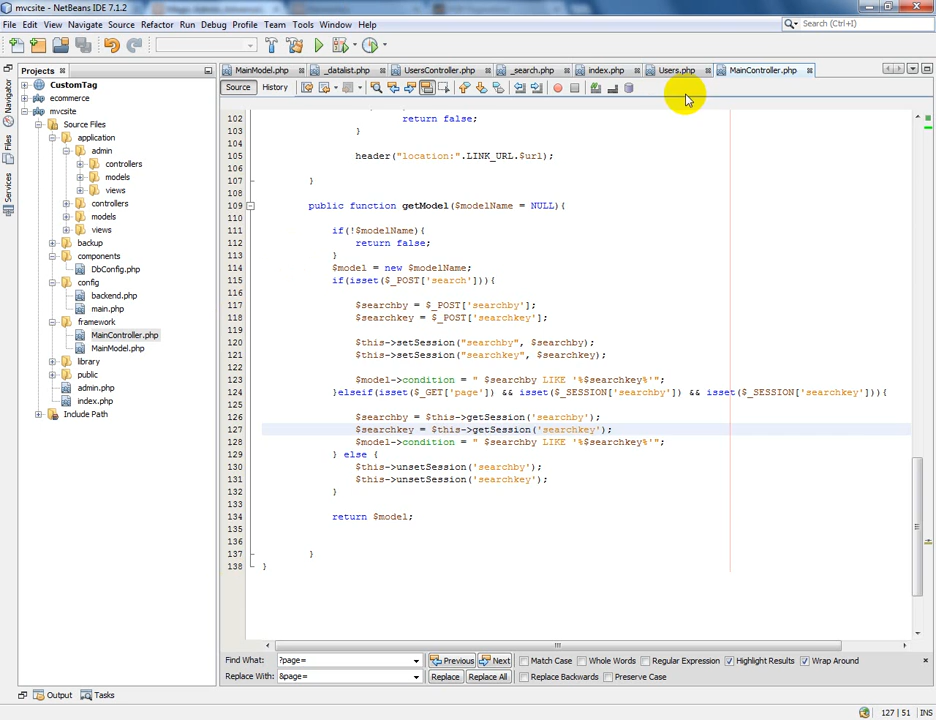 mvcsite - NetBeans IDE 7.1.2
File Edit View Navigate Source Refactor Run Debug Profile Team Tools Window Help
Search (Ctrl+I)
Projects
MainModel.php _datalist.php UsersController.php _search.php index.php Users.php MainController.php
Source History
Navigator
Files
Services
CustomTag
ecommerce
mvcsite
Source Files
application
admin
controllers
models
views
controllers
models
views
backup
components
DbConfig.php
config
backend.php
main.php
framework
MainController.php
MainModel.php
library
public
admin.php
index.php
Include Path
102 return false;
103 }
104
105 header("location:".LINK_URL.$url);
106
107 }
108
109 public function getModel($modelName = NULL){
110
111 if(!$modelName){
112 return false;
113 }
114 $model = new $modelName;
115 if(isset($_POST['search'])){
116
117 $searchby = $_POST['searchby'];
118 $searchkey = $_POST['searchkey'];
119
120 $this->setSession("searchby", $searchby);
121 $this->setSession("searchkey", $searchkey);
122
123 $model->condition = " $searchby LIKE '%$searchkey%'";
124 }elseif(isset($_GET['page']) && isset($_SESSION['searchby']) && isset($_SESSION['searchkey'])){
125
126 $searchby = $this->getSession('searchby');
127 $searchkey = $this->getSession('searchkey');
128 $model->condition = " $searchby LIKE '%$searchkey%'";
129 } else {
130 $this->unsetSession('searchby');
131 $this->unsetSession('searchkey');
132 }
133
134 return $model;
135
136
137 }
138 }
Find What: ?page= Previous Next Match Case Whole Words Regular Expression Highlight Results Wrap Around
Replace With: &page= Replace Replace All Replace Backwards Preserve Case
Output Tasks
127 | 51 INS